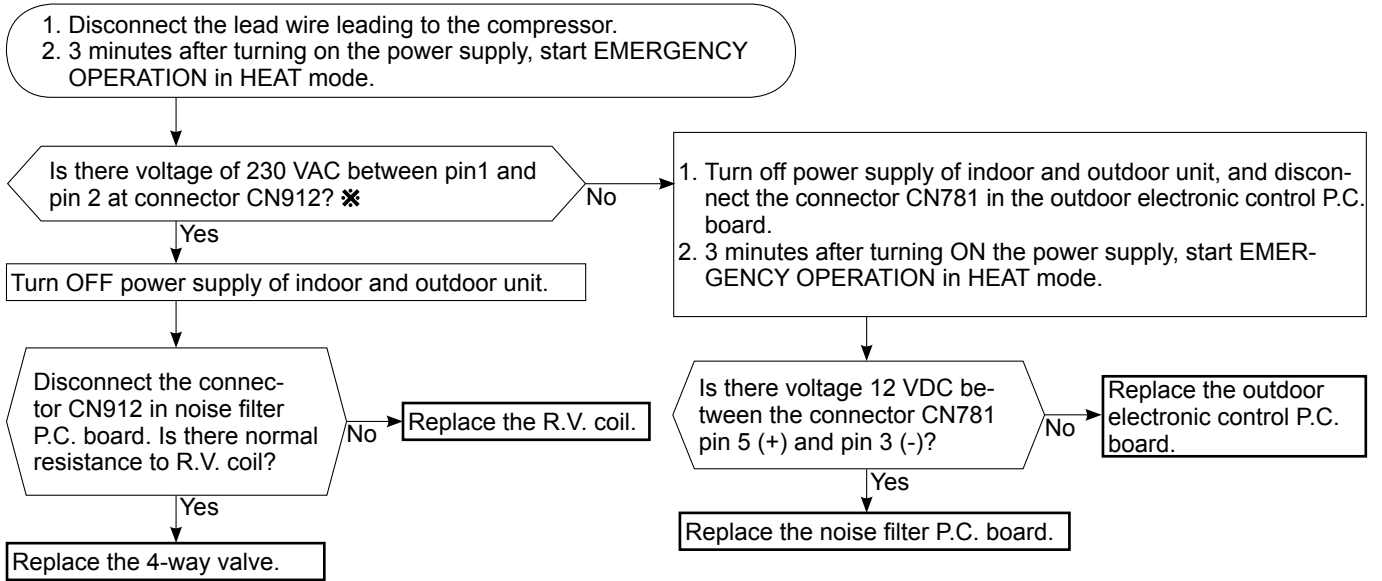 1. Disconnect the lead wire leading to the compressor.
2. 3 minutes after turning on the power supply, start EMERGENCY
OPERATION in HEAT mode.
Is there voltage of 230 VAC between pin1 and
pin 2 at connector CN912? ※
No
Yes
1. Turn off power supply of indoor and outdoor unit, and discon-
nect the connector CN781 in the outdoor electronic control P.C.
board.
2. 3 minutes after turning ON the power supply, start EMER-
GENCY OPERATION in HEAT mode.
Turn OFF power supply of indoor and outdoor unit.
Disconnect the connec-
tor CN912 in noise filter
P.C. board. Is there normal
resistance to R.V. coil?
No
Replace the R.V. coil.
Yes
Replace the 4-way valve.
Is there voltage 12 VDC be-
tween the connector CN781
pin 5 (+) and pin 3 (-)?
No
Replace the outdoor
electronic control P.C.
board.
Yes
Replace the noise filter P.C. board.